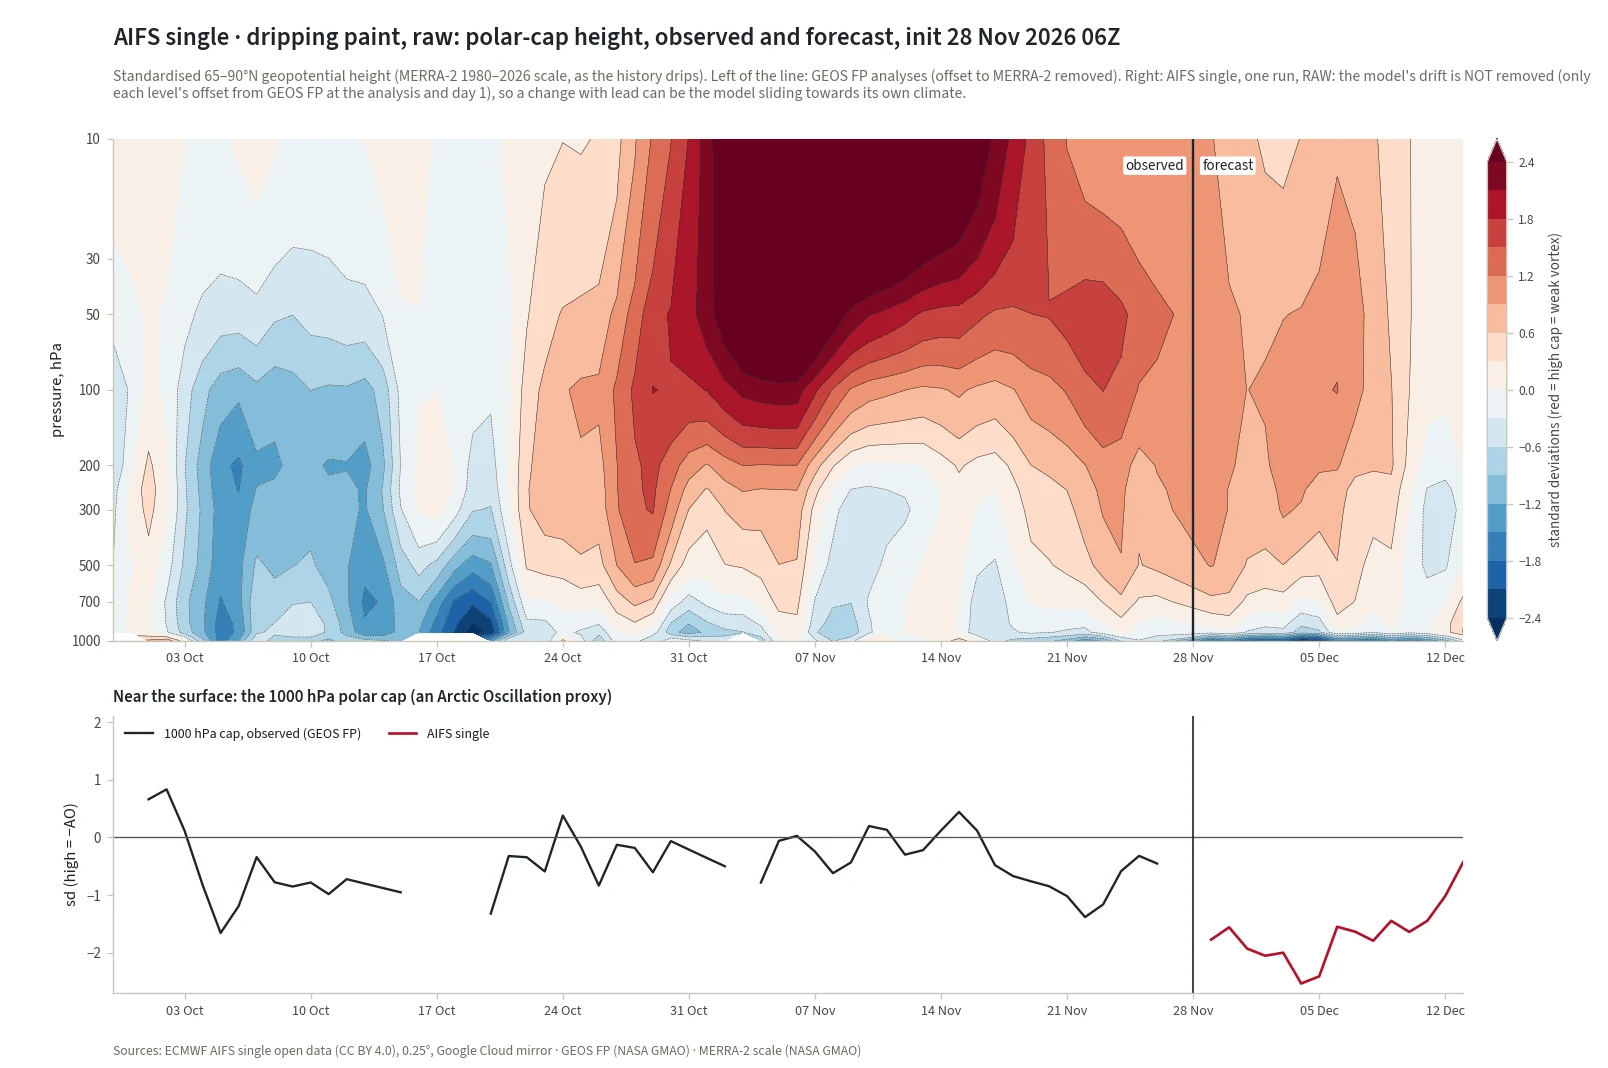 AIFS single · dripping paint, raw: polar-cap height, observed and forecast, init 28 Nov 2026 06Z
Standardised 65–90°N geopotential height (MERRA-2 1980–2026 scale, as the history drips). Left of the line: GEOS FP analyses (offset to MERRA-2 removed). Right: AIFS single, one run, RAW: the model's drift is NOT removed (only
each level's offset from GEOS FP at the analysis and day 1), so a change with lead can be the model sliding towards its own climate.
pressure, hPa
10
30
50
100
200
300
500
700
1000
observed
forecast
03 Oct
10 Oct
17 Oct
24 Oct
31 Oct
07 Nov
14 Nov
21 Nov
28 Nov
05 Dec
12 Dec
2.4
1.8
1.2
0.6
0.0
−0.6
−1.2
−1.8
−2.4
standard deviations (red = high cap = weak vortex)
Near the surface: the 1000 hPa polar cap (an Arctic Oscillation proxy)
sd (high = −AO)
2
1
0
−1
−2
1000 hPa cap, observed (GEOS FP)
AIFS single
03 Oct
10 Oct
17 Oct
24 Oct
31 Oct
07 Nov
14 Nov
21 Nov
28 Nov
05 Dec
12 Dec
Sources: ECMWF AIFS single open data (CC BY 4.0), 0.25°, Google Cloud mirror · GEOS FP (NASA GMAO) · MERRA-2 scale (NASA GMAO)